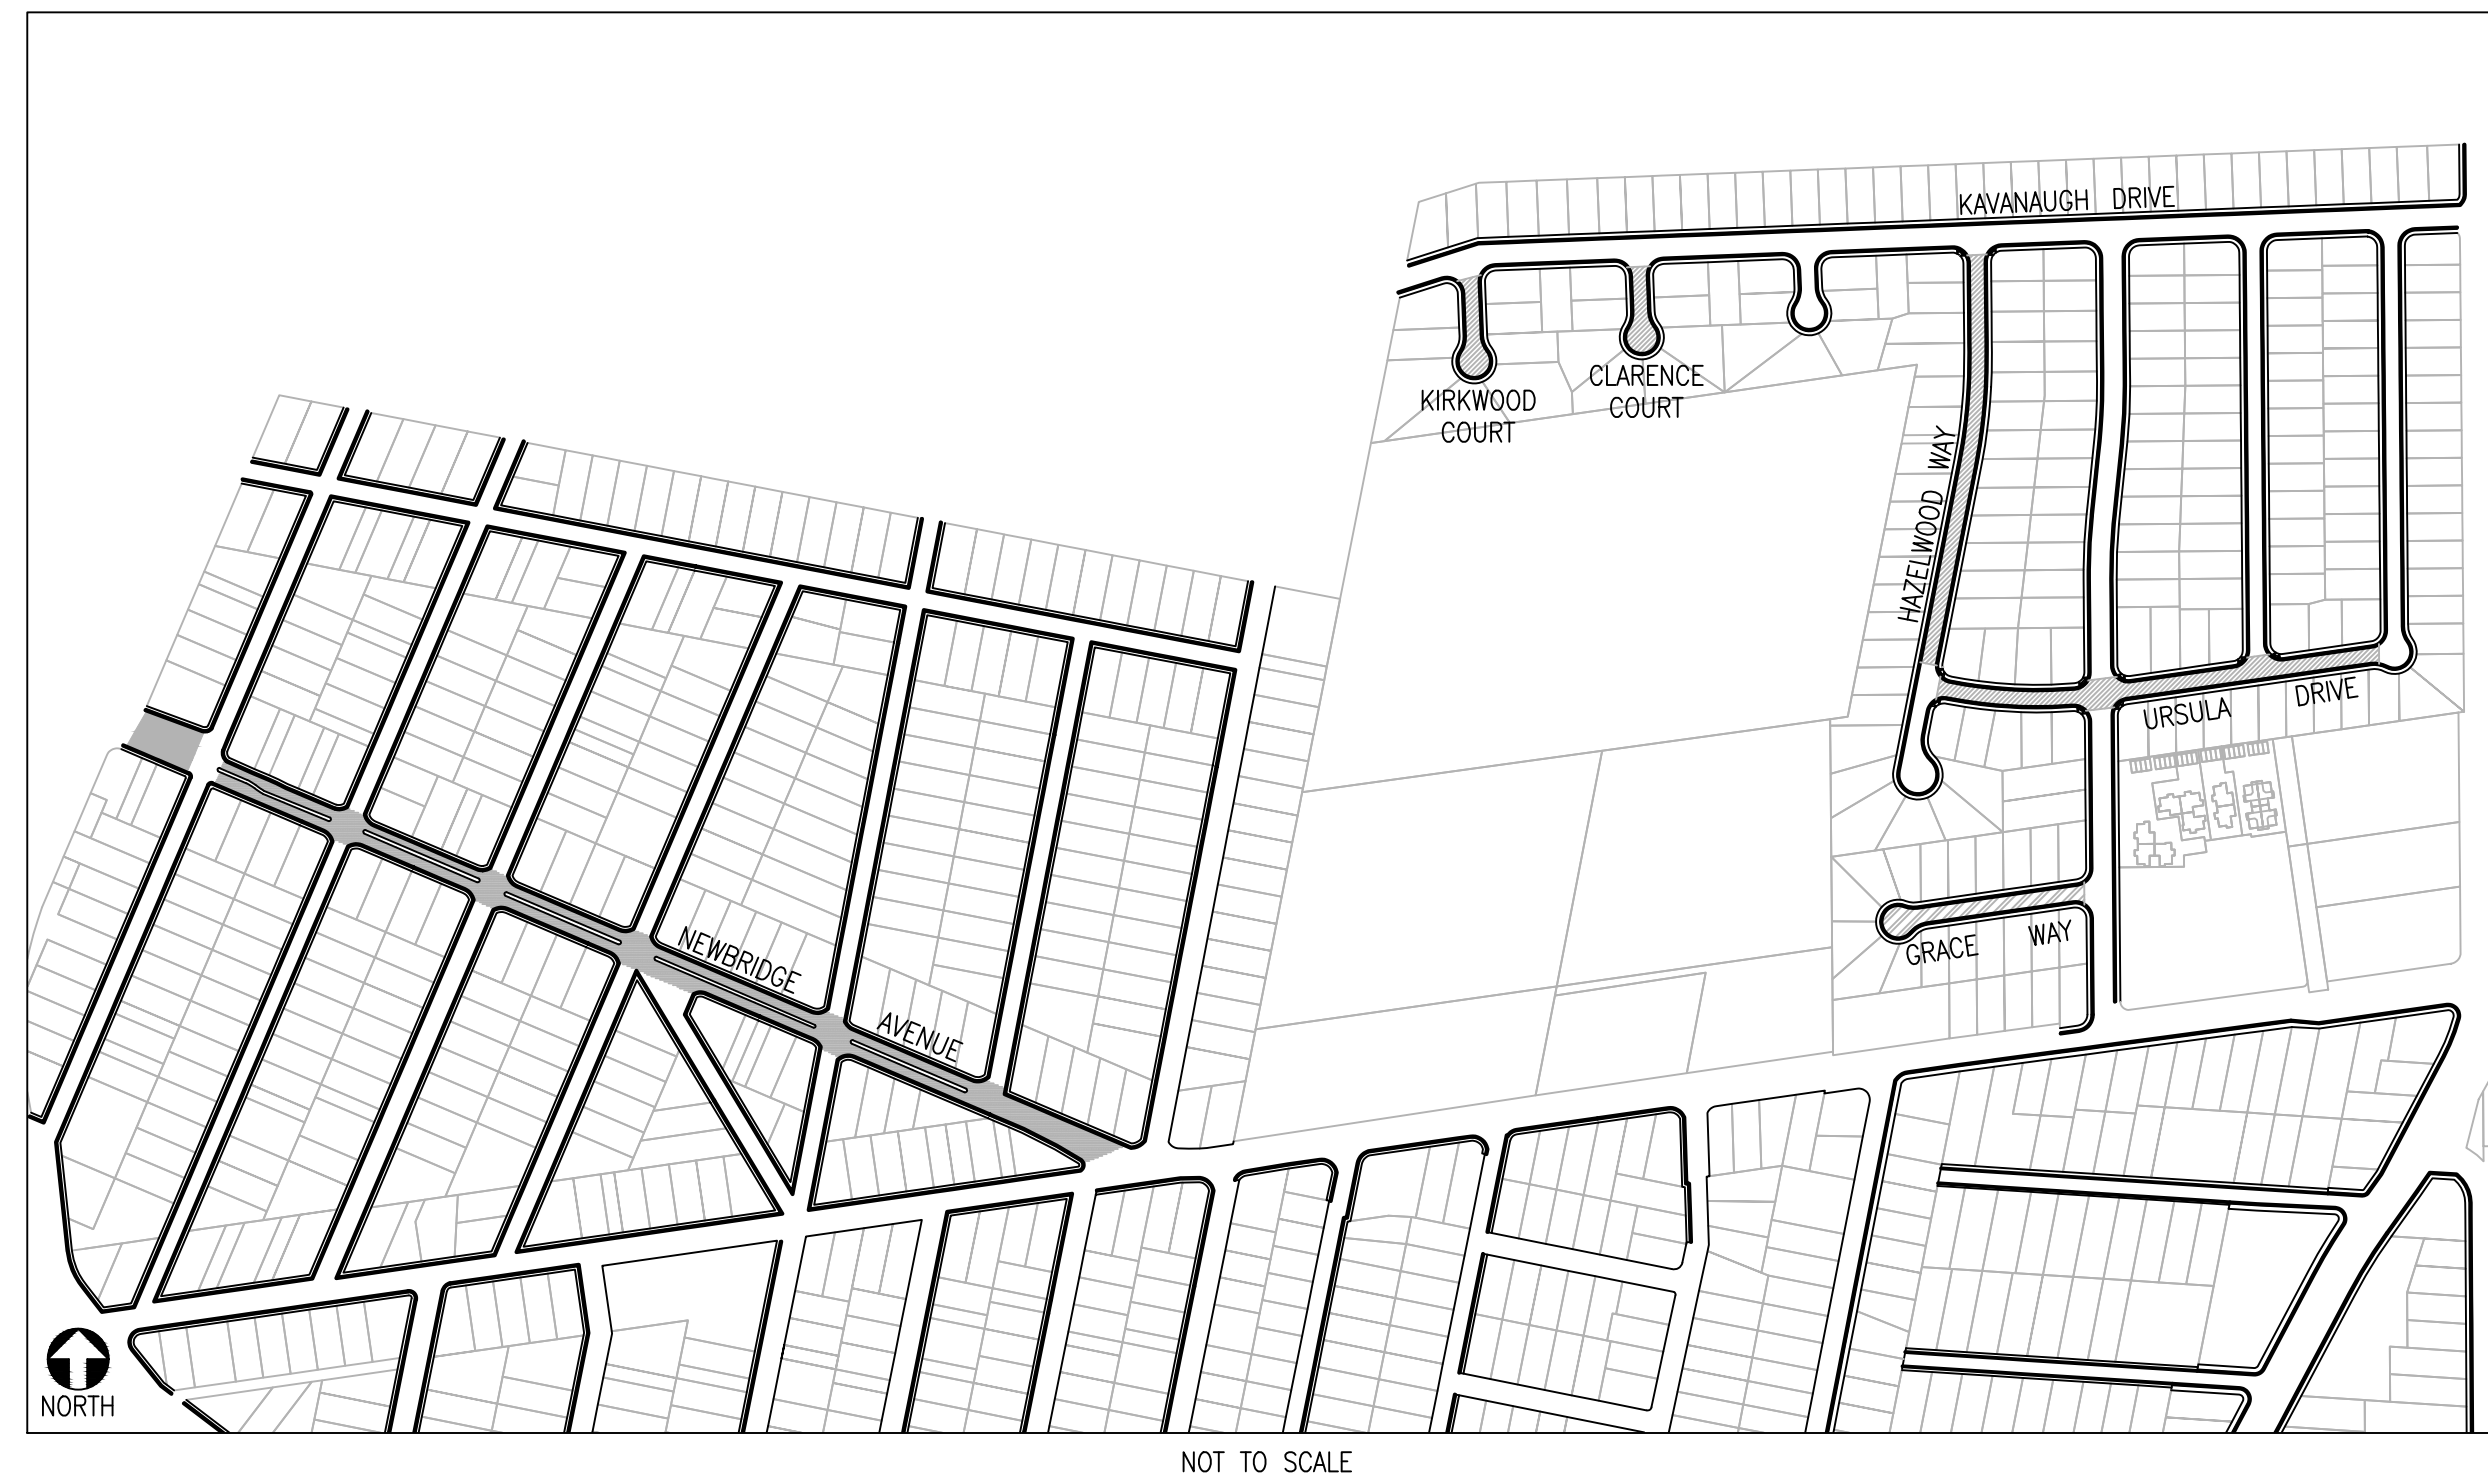 KAVANAUGH DRIVE
KIRKWOOD
COURT
CLARENCE
COURT
HAZELWOOD WAY
URSULA DRIVE
GRACE WAY
NEWBRIDGE
AVENUE
NORTH
NOT TO SCALE